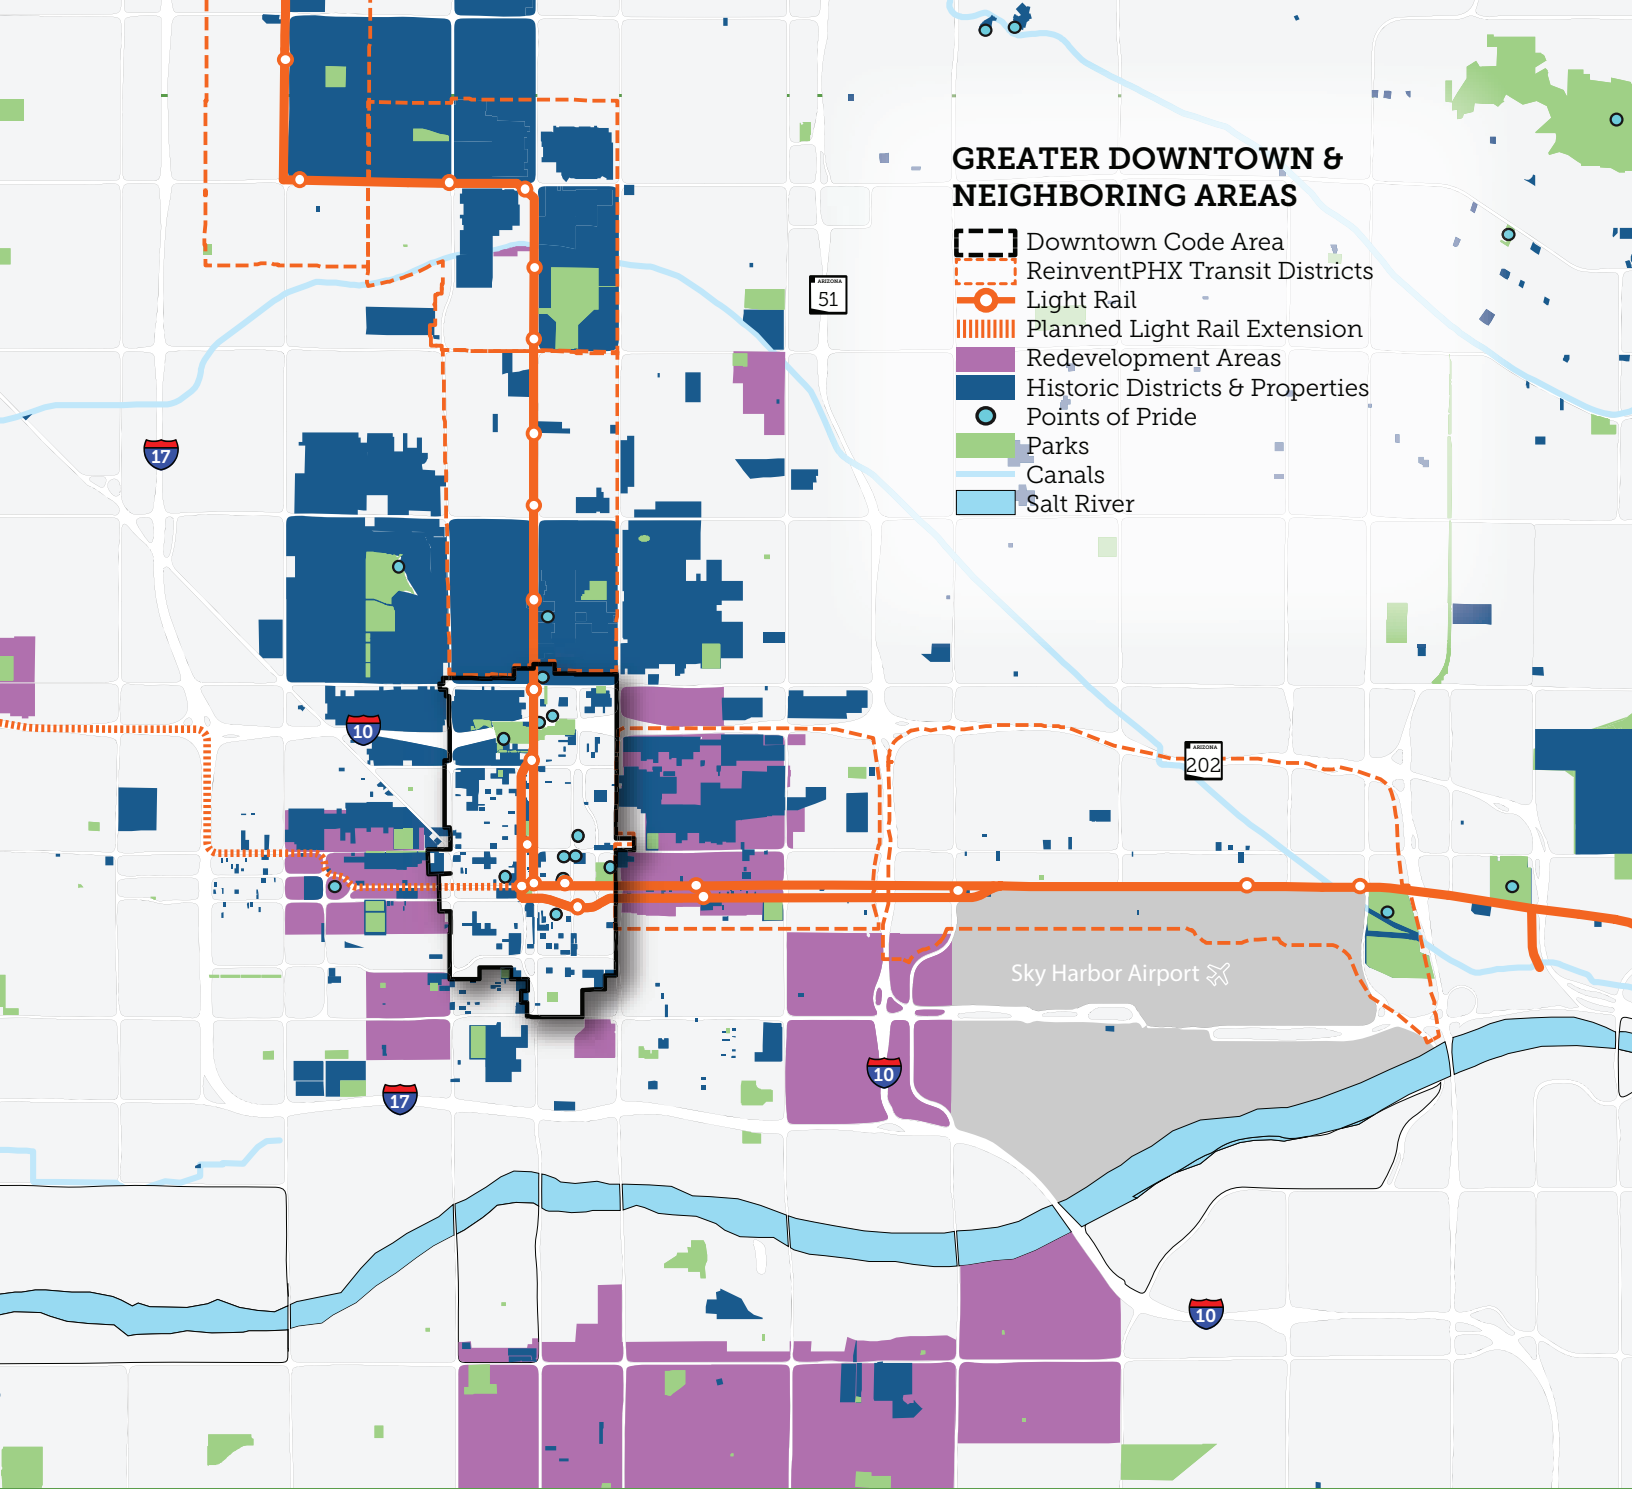 GREATER DOWNTOWN &
NEIGHBORING AREAS
Downtown Code Area
ReinventPHX Transit Districts
Light Rail
Planned Light Rail Extension
Redevelopment Areas
Historic Districts & Properties
Points of Pride
Parks
Canals
Salt River
ARIZONA
51
17
10
ARIZONA
202
Sky Harbor Airport
10
17
10